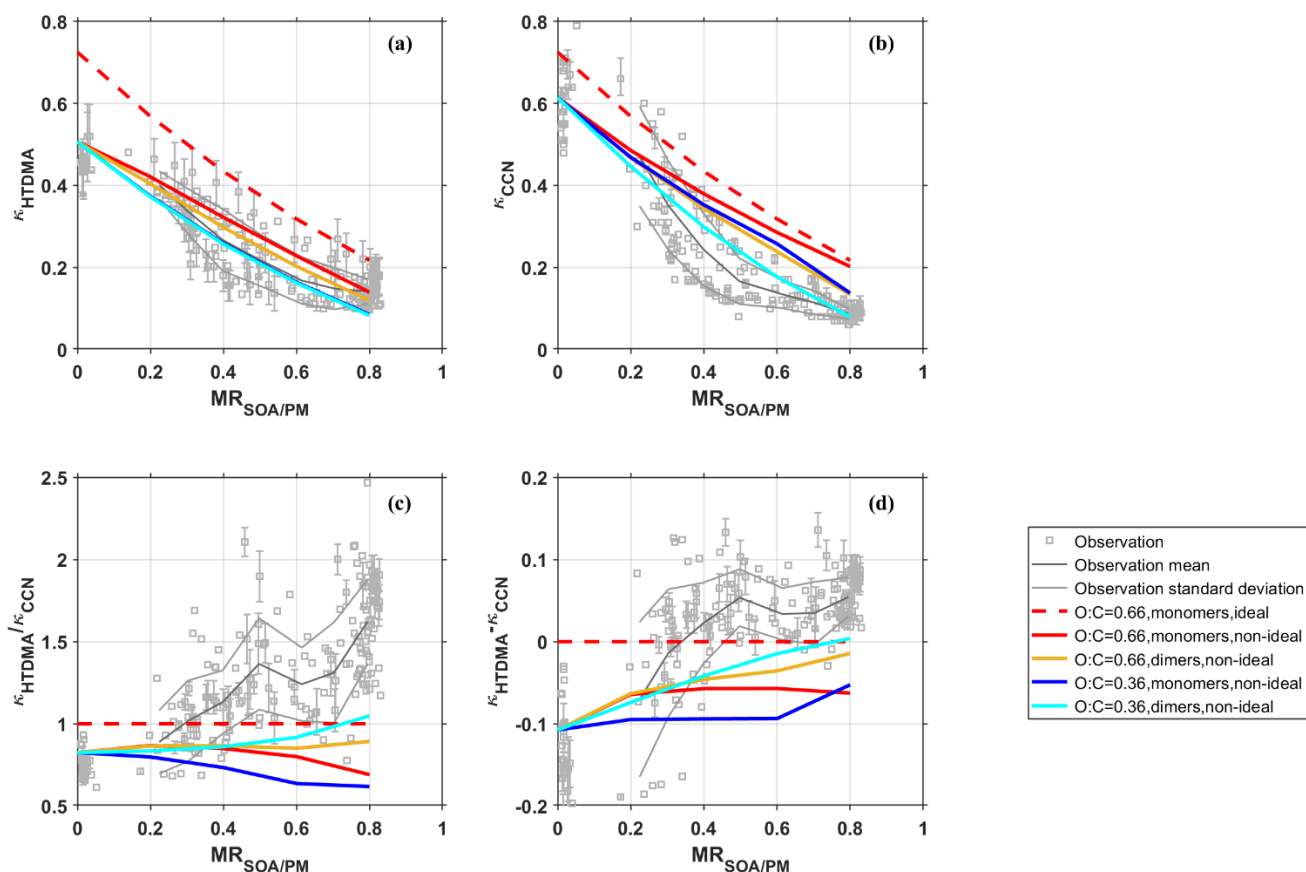 0.8
0.6
0.4
0.2
0
κHTDMA
(a)
0 0.2 0.4 0.6 0.8 1
MRSOA/PM
0.8
0.6
0.4
0.2
0
κCCN
(b)
0 0.2 0.4 0.6 0.8 1
MRSOA/PM
2.5
2
1.5
1
0.5
κHTDMA/κCCN
(c)
0 0.2 0.4 0.6 0.8 1
MRSOA/PM
0.2
0.1
0
-0.1
-0.2
κHTDMA-κCCN
(d)
0 0.2 0.4 0.6 0.8 1
MRSOA/PM
Observation
Observation mean
Observation standard deviation
O:C=0.66,monomers,ideal
O:C=0.66,monomers,non-ideal
O:C=0.66,dimers,non-ideal
O:C=0.36,monomers,non-ideal
O:C=0.36,dimers,non-ideal